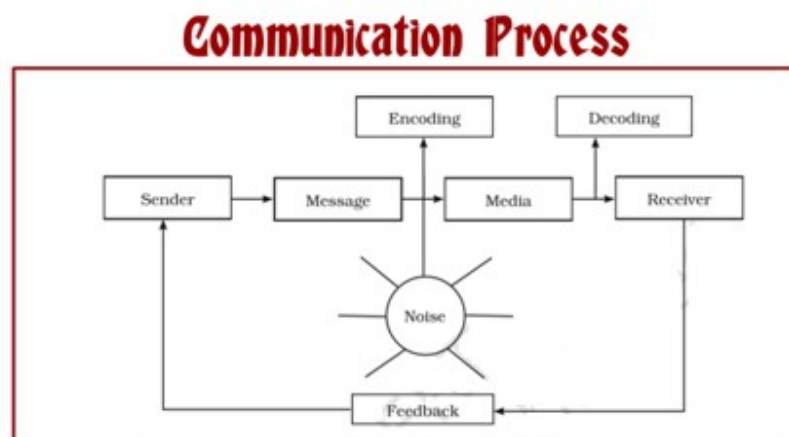 Communication Process
Encoding
Decoding
Sender
Message
Media
Receiver
Noise
Feedback